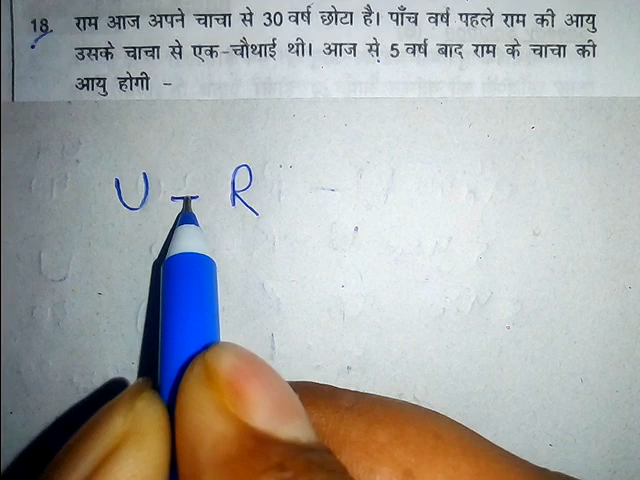 18. राम आज अपने चाचा से 30 वर्ष छोटा है। पाँच वर्ष पहले राम की आयु
उसके चाचा से एक-चौथाई थी। आज से 5 वर्ष बाद राम के चाचा की
आयु होगी -
U - R